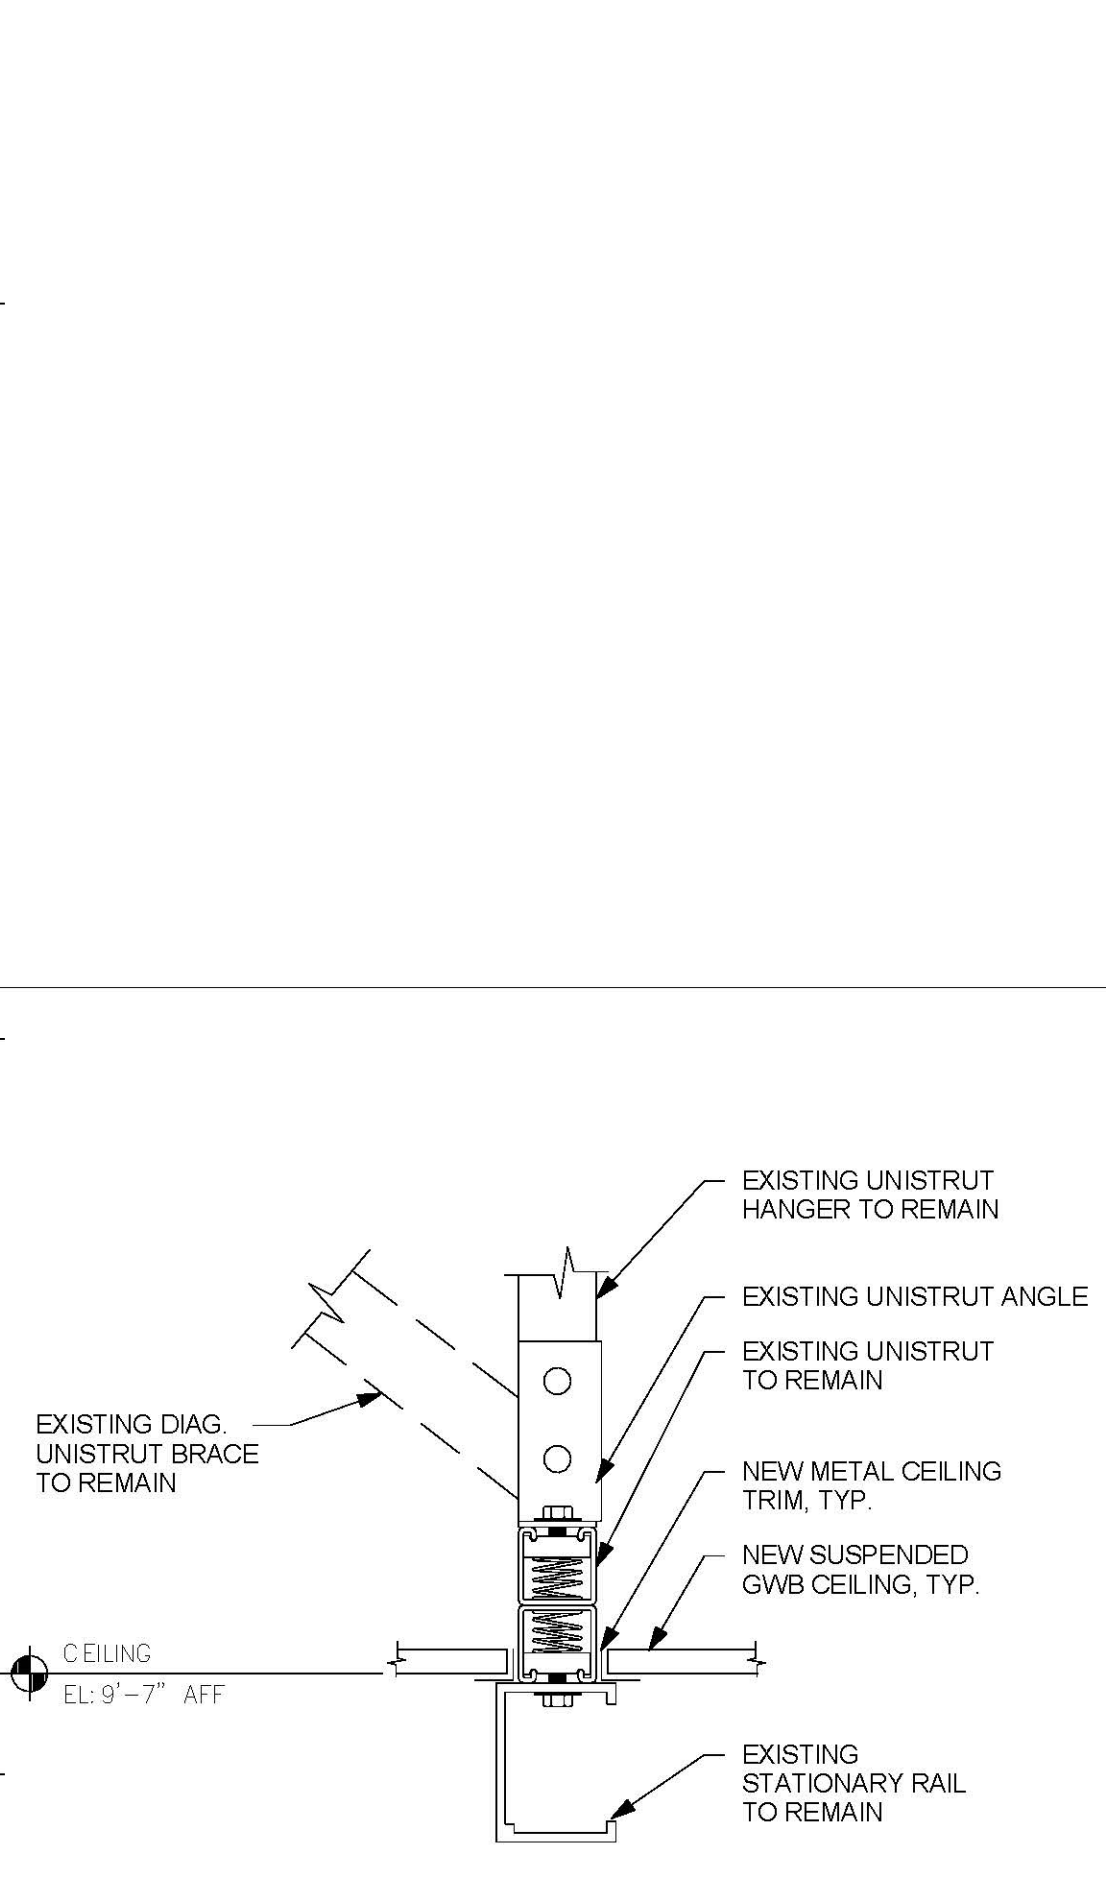 EXISTING UNISTRUT
HANGER TO REMAIN
EXISTING UNISTRUT ANGLE
EXISTING UNISTRUT
TO REMAIN
EXISTING DIAG.
UNISTRUT BRACE
TO REMAIN
NEW METAL CEILING
TRIM, TYP.
NEW SUSPENDED
GWB CEILING, TYP.
CEILING
EL: 9'-7" AFF
EXISTING
STATIONARY RAIL
TO REMAIN